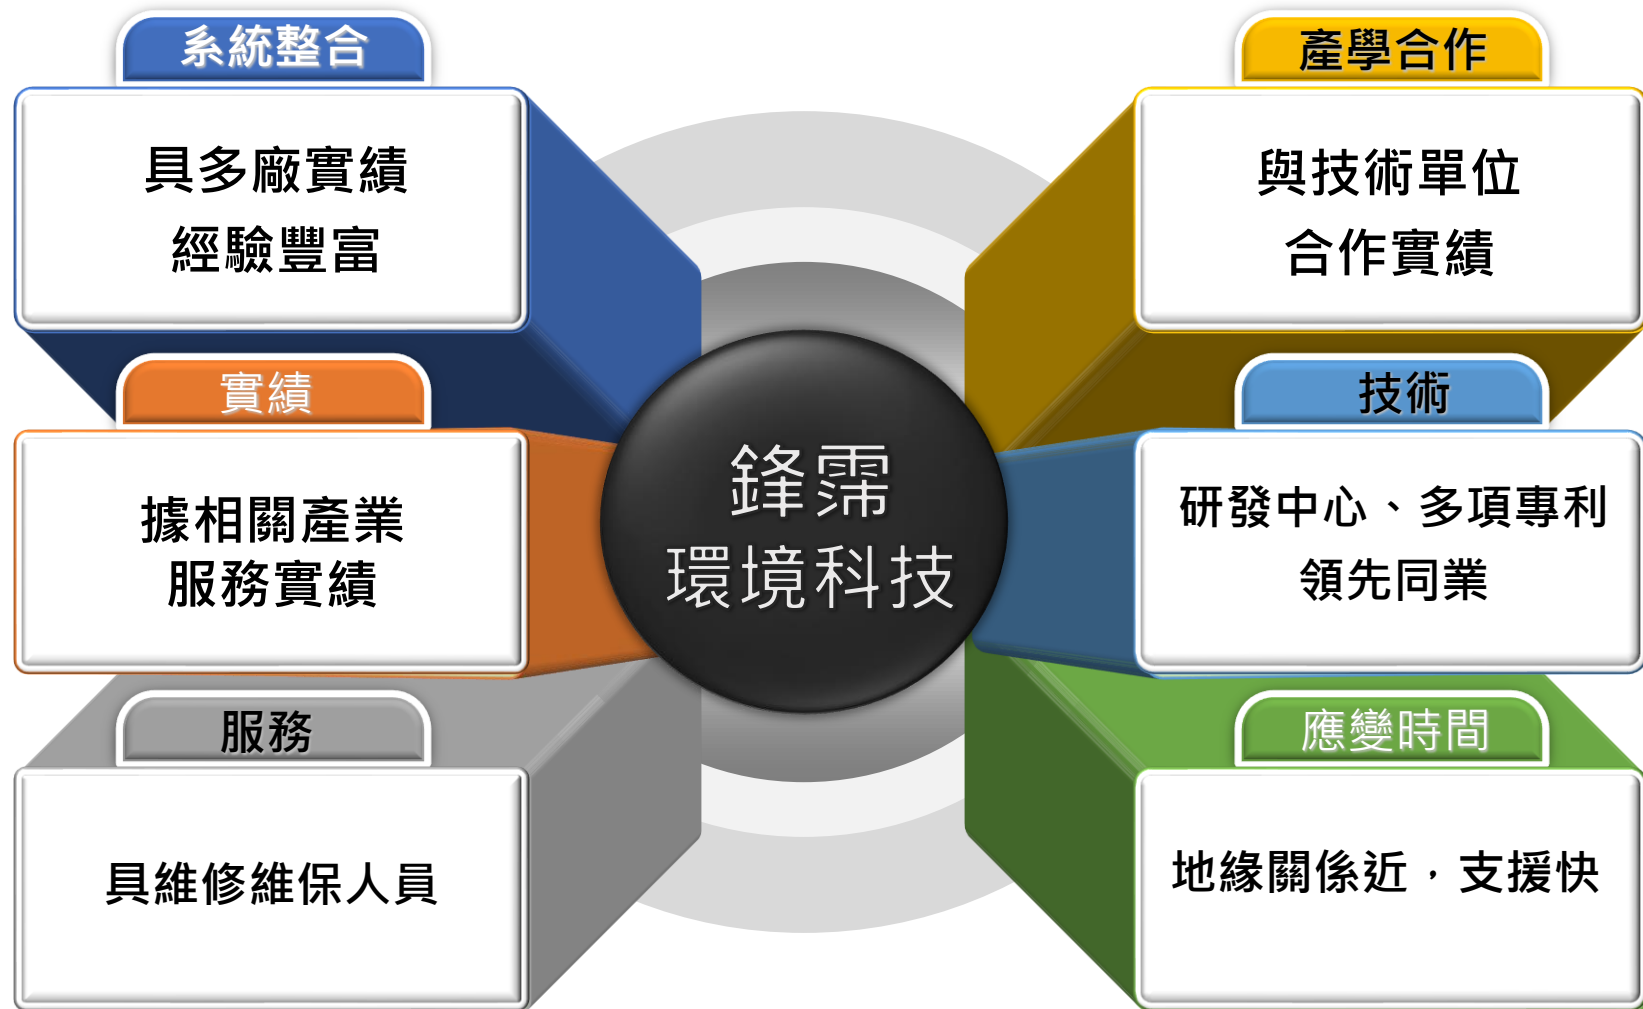 系統整合
具多廠實績
經驗豐富
實績
據相關產業
服務實績
服務
具維修維保人員
鋒霈
環境科技
產學合作
與技術單位
合作實績
技術
研發中心、多項專利
領先同業
應變時間
地緣關係近，支援快